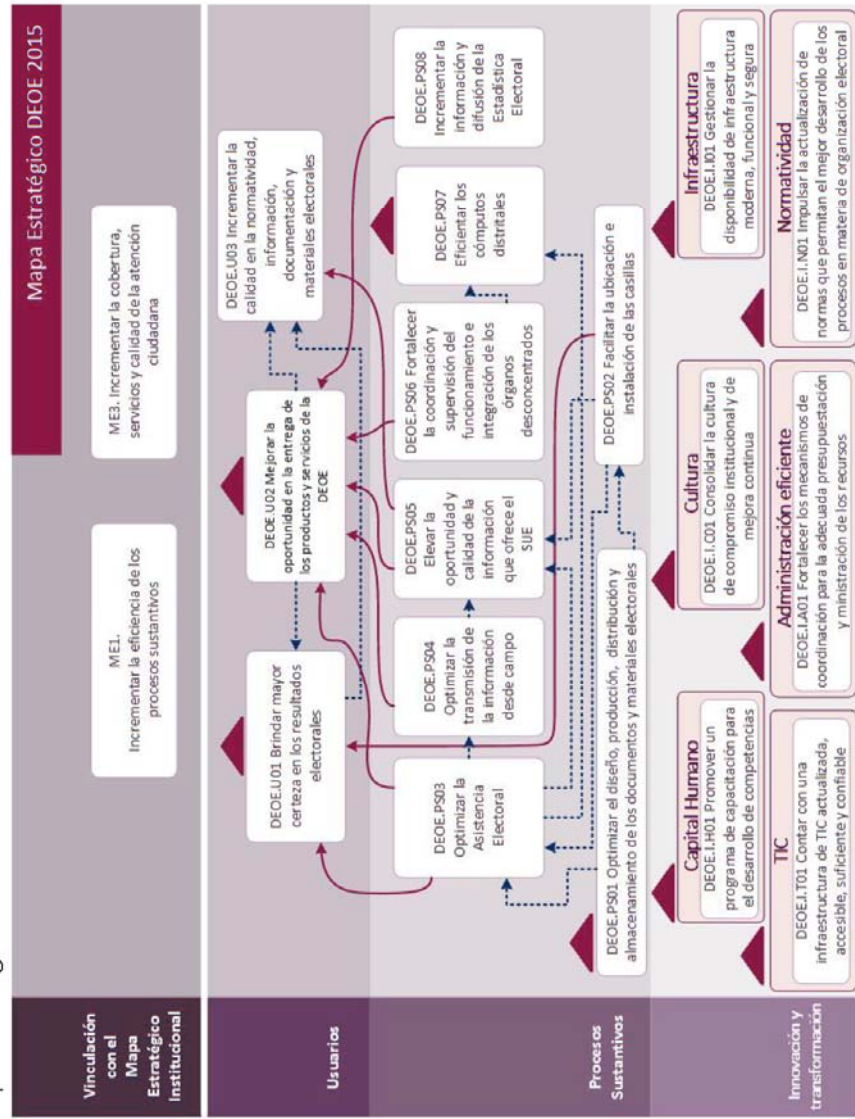 Mapa Estratégico DEOE 2015
Vinculación
con el
Mapa
Estratégico
Institucional
ME1.
Incrementar la eficiencia de los
procesos sustantivos
ME3. Incrementar la cobertura,
servicios y calidad de la atención
ciudadana
Usuarios
DEOE.U01 Brindar mayor
certeza en los resultados
electorales
DEOE.U02 Mejorar la
oportunidad en la entrega de
los productos y servicios de la
DEOE
DEOE.U03 Incrementar la
calidad en la normatividad,
información,
documentación y
materiales electorales
Procesos
Sustantivos
DEOE.PS03
Optimizar la
Asistencia
Electoral
DEOE.PS04
Optimizar la
transmisión de
la información
desde campo
DEOE.PS05
Elevar la
oportunidad y
calidad de la
información
que ofrece el
SUE
DEOE.PS06 Fortalecer
la coordinación y
supervisión del
funcionamiento e
integración de los
órganos
desconcentrados
DEOE.PS07
Eficientar los
cómputos
distritales
DEOE.PS08
Incrementar la
información y
difusión de la
Estadística
Electoral
DEOE.PS01 Optimizar el diseño, producción, distribución y
almacenamiento de los documentos y materiales electorales
DEOE.PS02 Facilitar la ubicación e
instalación de las casillas
Innovación y
transformación
Capital Humano
DEOE.I.H01 Promover un
programa de capacitación para
el desarrollo de competencias
Cultura
DEOE.I.C01 Consolidar la cultura
de compromiso institucional y de
mejora continua
Infraestructura
DEOE.I.I01 Gestionar la
disponibilidad de infraestructura
moderna, funcional y segura
TIC
DEOE.I.T01 Contar con una
infraestructura de TIC actualizada,
accesible, suficiente y confiable
Administración eficiente
DEOE.I.A01 Fortalecer los mecanismos de
coordinación para la adecuada presupuestación
y ministración de los recursos
Normatividad
DEOE.I.N01 Impulsar la actualización de
normas que permitan el mejor desarrollo de los
procesos en materia de organización electoral